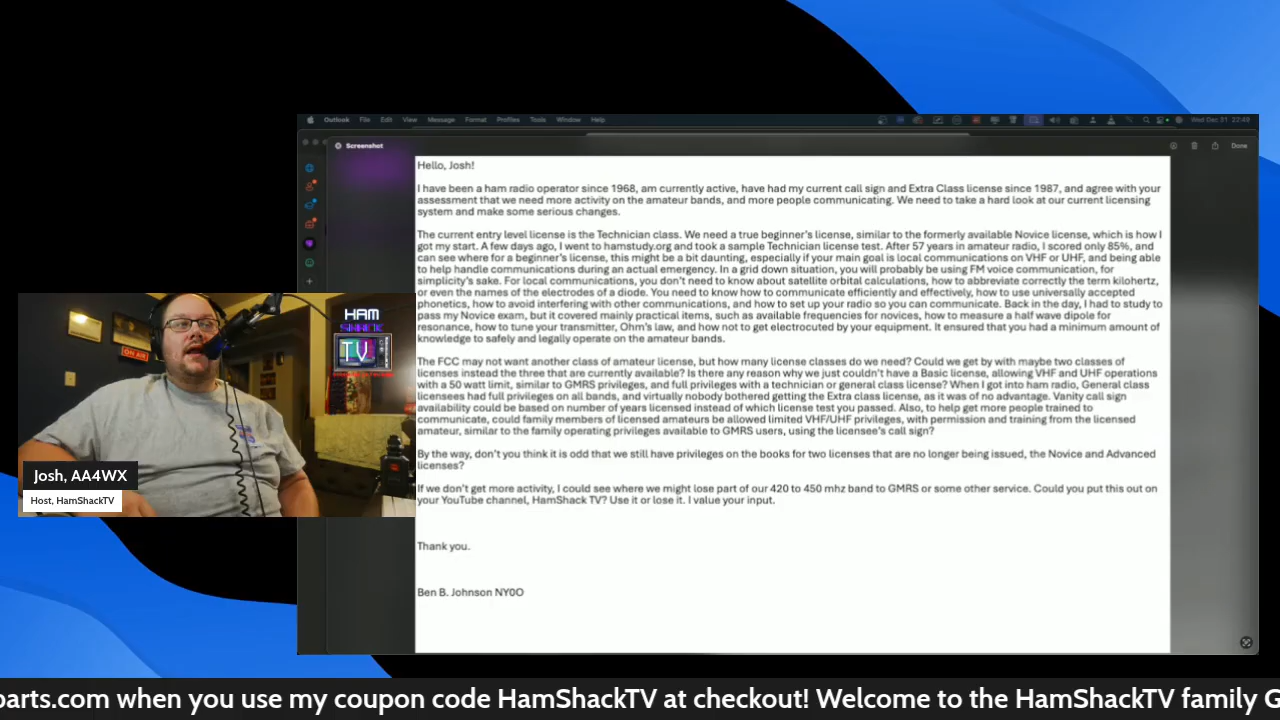 Outlook File Edit View Message Format Profiles Tools Window Help Wed Dec 31 22:49
Screenshot Done
Hello, Josh!
I have been a ham radio operator since 1968, am currently active, have had my current call sign and Extra Class license since 1987, and agree with your
assessment that we need more activity on the amateur bands, and more people communicating. We need to take a hard look at our current licensing
system and make some serious changes.
The current entry level license is the Technician class. We need a true beginner's license, similar to the formerly available Novice license, which is how I
got my start. A few days ago, I went to hamstudy.org and took a sample Technician license test. After 57 years in amateur radio, I scored only 85%, and
can see where for a beginner's license, this might be a bit daunting, especially if your main goal is local communications on VHF or UHF, and being able
to help handle communications during an actual emergency. In a grid down situation, you will probably be using FM voice communication, for
simplicity's sake. For local communications, you don't need to know about satellite orbital calculations, how to abbreviate correctly the term kilohertz,
or even the names of the electrodes of a diode. You need to know how to communicate efficiently and effectively, how to use universally accepted
phonetics, how to avoid interfering with other communications, and how to set up your radio so you can communicate. Back in the day, I had to study to
pass my Novice exam, but it covered mainly practical items, such as available frequencies for novices, how to measure a half wave dipole for
resonance, how to tune your transmitter, Ohm's law, and how not to get electrocuted by your equipment. It ensured that you had a minimum amount of
knowledge to safely and legally operate on the amateur bands.
The FCC may not want another class of amateur license, but how many license classes do we need? Could we get by with maybe two classes of
licenses instead the three that are currently available? Is there any reason why we just couldn't have a Basic license, allowing VHF and UHF operations
with a 50 watt limit, similar to GMRS privileges, and full privileges with a technician or general class license? When I got into ham radio, General class
licensees had full privileges on all bands, and virtually nobody bothered getting the Extra class license, as it was of no advantage. Vanity call sign
availability could be based on number of years licensed instead of which license test you passed. Also, to help get more people trained to
communicate, could family members of licensed amateurs be allowed limited VHF/UHF privileges, with permission and training from the licensed
amateur, similar to the family operating privileges available to GMRS users, using the licensee's call sign?
By the way, don't you think it is odd that we still have privileges on the books for two licenses that are no longer being issued, the Novice and Advanced
licenses?
If we don't get more activity, I could see where we might lose part of our 420 to 450 mhz band to GMRS or some other service. Could you put this out on
your YouTube channel, HamShack TV? Use it or lose it. I value your input.
Thank you.
Ben B. Johnson NY0O
HAM
SHACK
TV
ON AIR
Josh, AA4WX
Host, HamShackTV
parts.com when you use my coupon code HamShackTV at checkout! Welcome to the HamShackTV family G